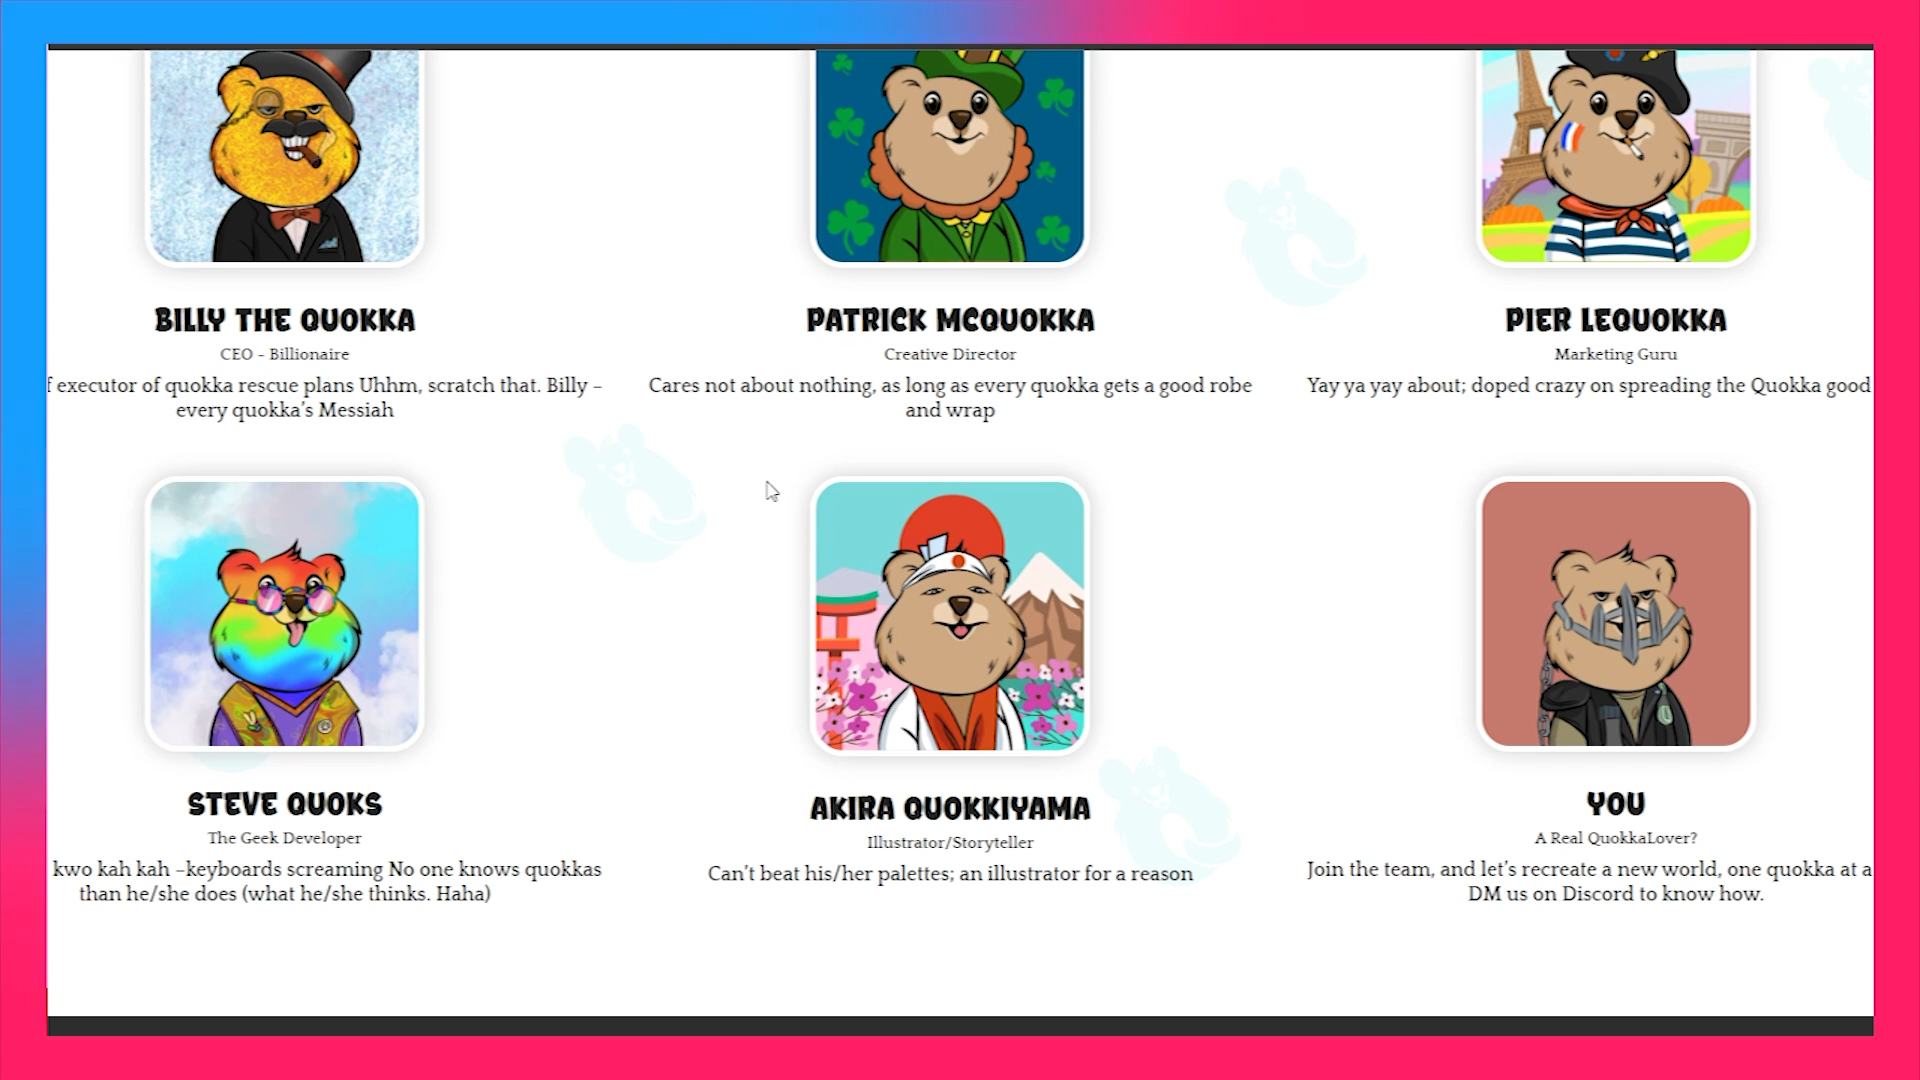 BILLY THE QUOKKA
CEO - Billionaire
f executor of quokka rescue plans Uhhm, scratch that. Billy –
every quokka's Messiah
PATRICK MCQUOKKA
Creative Director
Cares not about nothing, as long as every quokka gets a good robe
and wrap
PIER LEQUOKKA
Marketing Guru
Yay ya yay about; doped crazy on spreading the Quokka good
STEVE QUOKS
The Geek Developer
kwo kah kah –keyboards screaming No one knows quokkas
than he/she does (what he/she thinks. Haha)
AKIRA QUOKKIYAMA
Illustrator/Storyteller
Can't beat his/her palettes; an illustrator for a reason
YOU
A Real QuokkaLover?
Join the team, and let's recreate a new world, one quokka at a
DM us on Discord to know how.